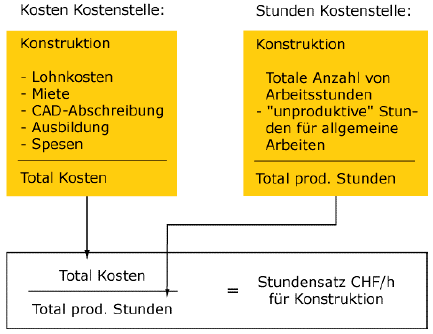 Kosten Kostenstelle:
Konstruktion
- Lohnkosten
- Miete
- CAD-Abschreibung
- Ausbildung
- Spesen
Total Kosten
Stunden Kostenstelle:
Konstruktion
Totale Anzahl von
Arbeitsstunden
- "unproduktive" Stun-
den für allgemeine
Arbeiten
Total prod. Stunden
Total Kosten
Total prod. Stunden
=
Stundensatz CHF/h
für Konstruktion